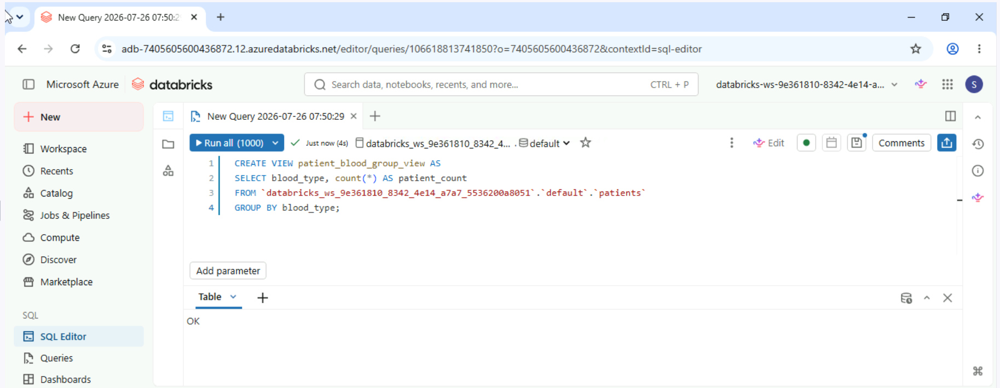 New Query 2026-07-26 07:50:2
adb-7405605600436872.12.azuredatabricks.net/editor/queries/106618813741850?o=7405605600436872&contextId=sql-editor
Microsoft Azure databricks
Search data, notebooks, recents, and more... CTRL + P
databricks-ws-9e361810-8342-4e14-a... S
New
Workspace
Recents
Catalog
Jobs & Pipelines
Compute
Discover
Marketplace
SQL
SQL Editor
Queries
Dashboards
New Query 2026-07-26 07:50:29
Run all (1000) Just now (4s) databricks_ws_9e361810_8342_4... . default Edit Comments
1 CREATE VIEW patient_blood_group_view AS
2 SELECT blood_type, count(*) AS patient_count
3 FROM `databricks_ws_9e361810_8342_4e14_a7a7_5536200a8051`.`default`.`patients`
4 GROUP BY blood_type;
Add parameter
Table
OK